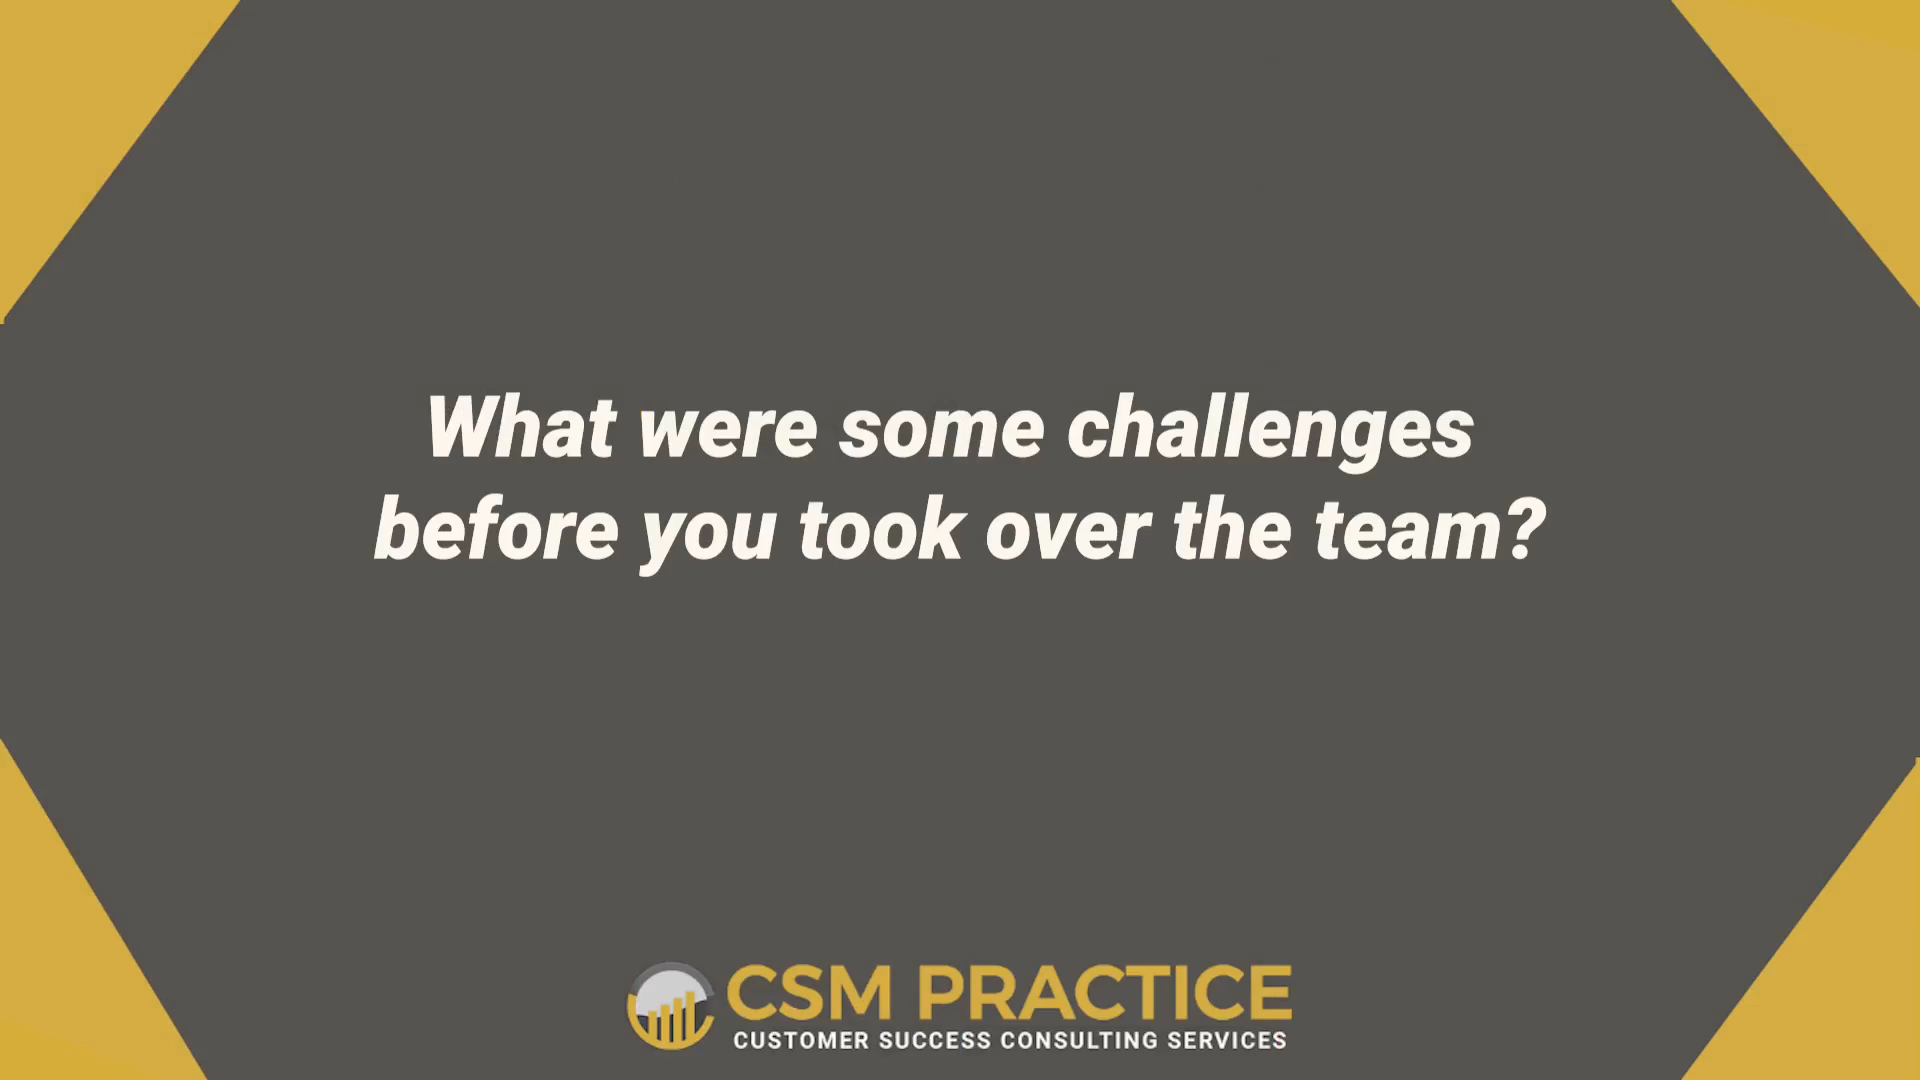 What were some challenges
before you took over the team?
CSM PRACTICE
CUSTOMER SUCCESS CONSULTING SERVICES